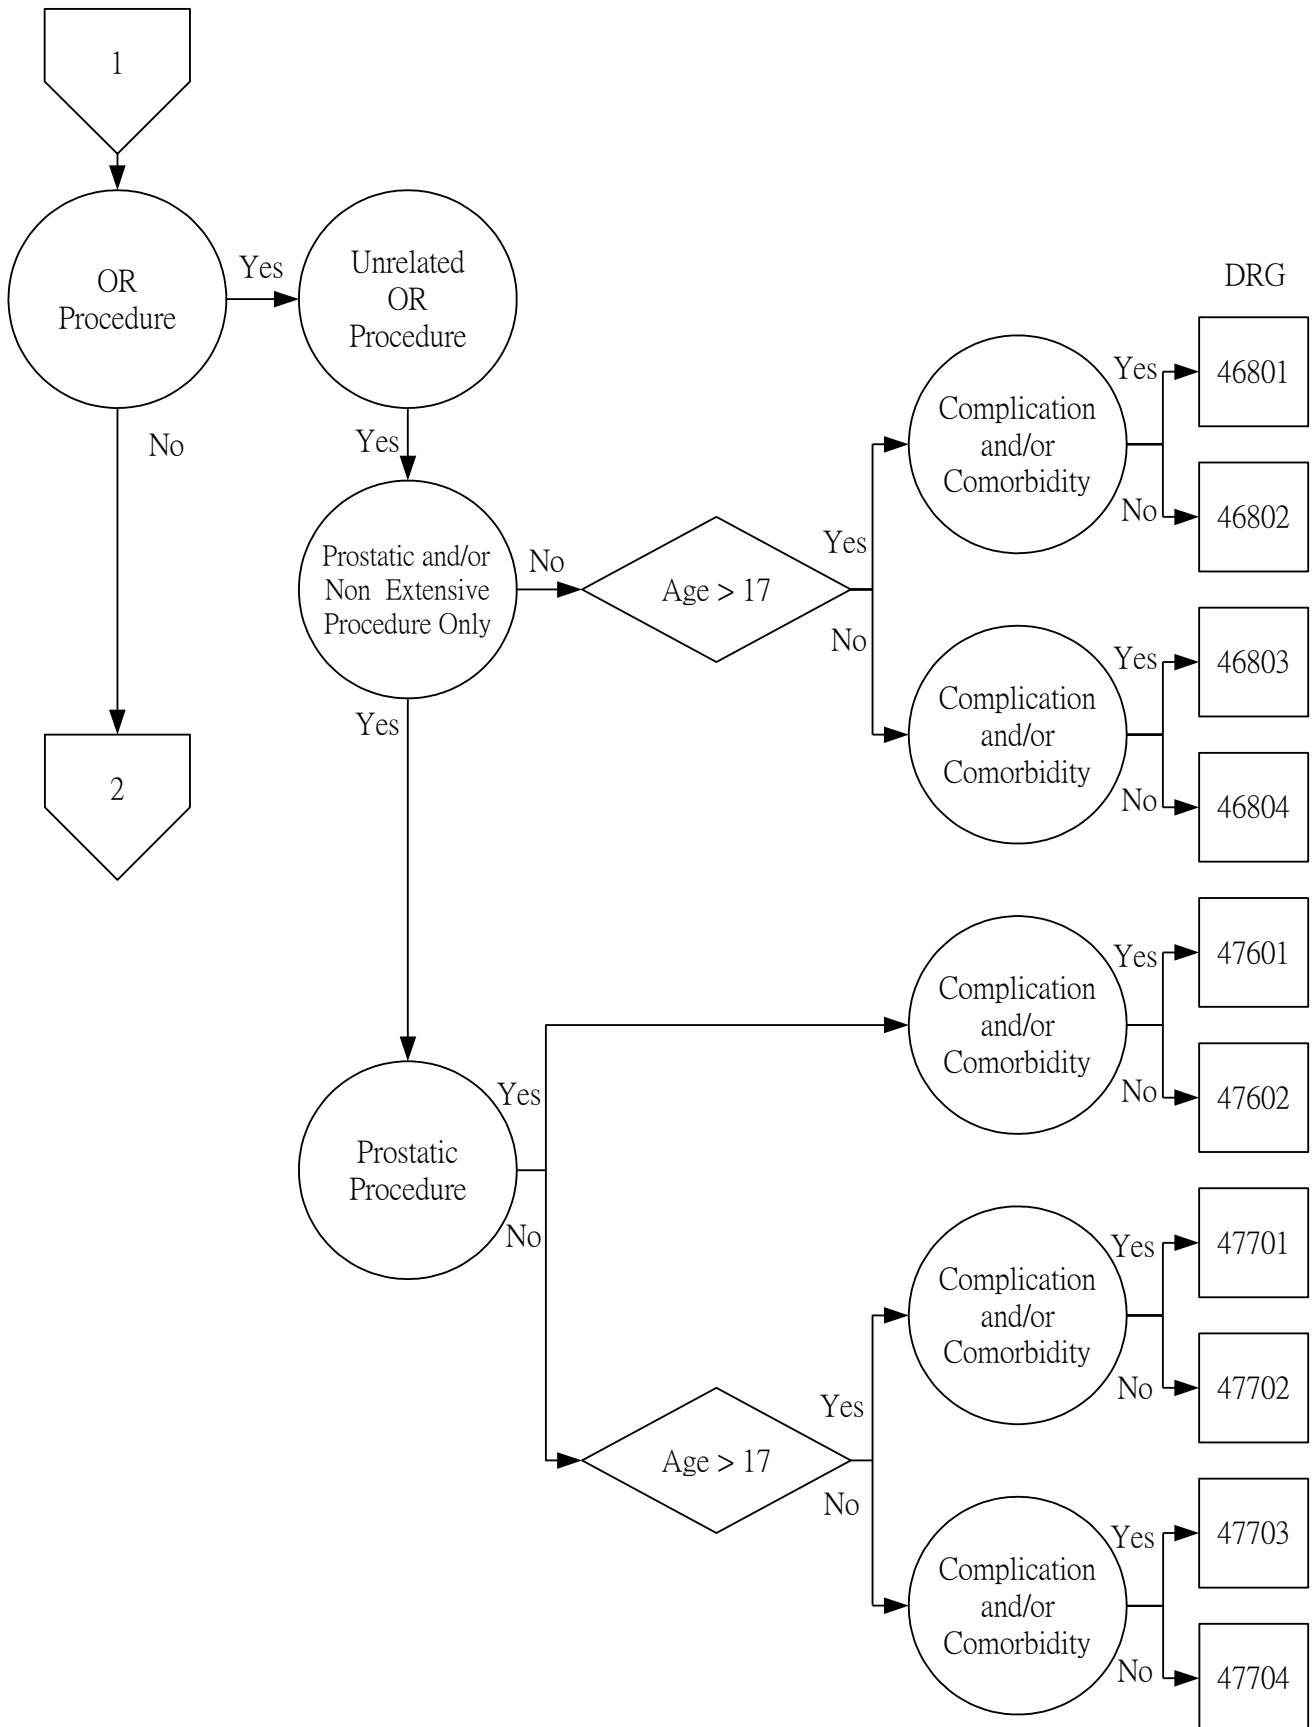 1
OR
Procedure
Yes
No
2
Unrelated
OR
Procedure
Yes
Prostatic and/or
Non Extensive
Procedure Only
No
Yes
Age > 17
Yes
No
DRG
Complication
and/or
Comorbidity
Yes
46801
No
46802
Complication
and/or
Comorbidity
Yes
46803
No
46804
Prostatic
Procedure
Yes
No
Complication
and/or
Comorbidity
Yes
47601
No
47602
Age > 17
Yes
No
Complication
and/or
Comorbidity
Yes
47701
No
47702
Complication
and/or
Comorbidity
Yes
47703
No
47704